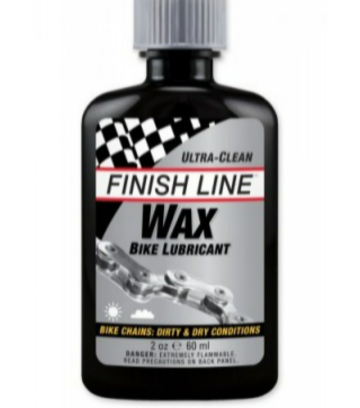 ULTRA-CLEAN
FINISH LINE
WAX
BIKE LUBRICANT
BIKE CHAINS: DIRTY & DRY CONDITIONS
2 oz ℮ 60 ml
DANGER: EXTREMELY FLAMMABLE.
READ PRECAUTIONS ON BACK PANEL.